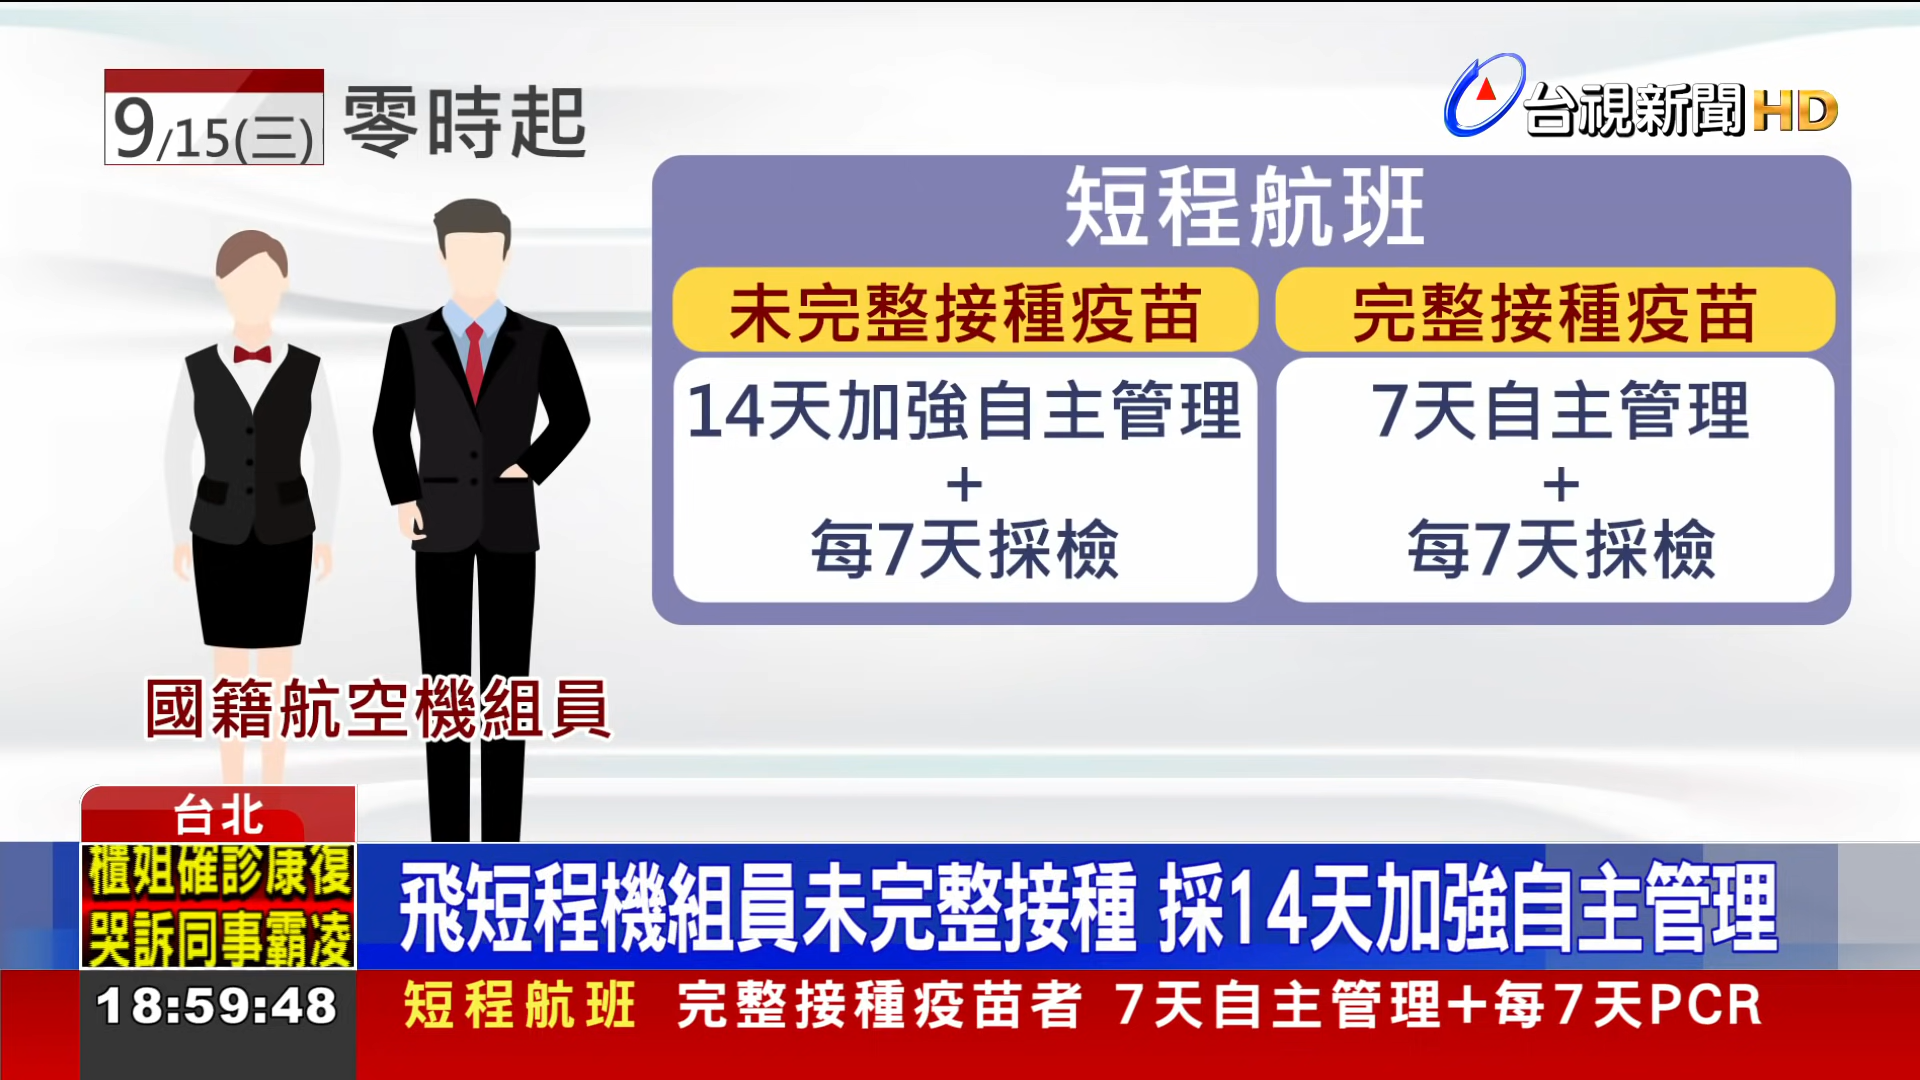 9/15(三) 零時起
台視新聞HD
短程航班
未完整接種疫苗
14天加強自主管理
+
每7天採檢
完整接種疫苗
7天自主管理
+
每7天採檢
國籍航空機組員
台北
櫃姐確診康復
哭訴同事霸凌
飛短程機組員未完整接種 採14天加強自主管理
18:59:48
短程航班 完整接種疫苗者 7天自主管理+每7天PCR